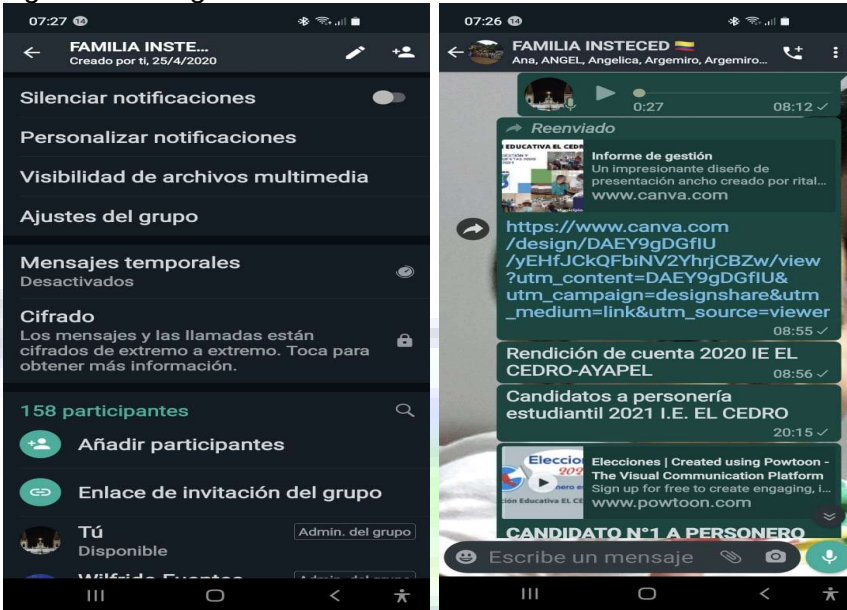 07:27
FAMILIA INSTE...
Creado por ti, 25/4/2020
Silenciar notificaciones
Personalizar notificaciones
Visibilidad de archivos multimedia
Ajustes del grupo
Mensajes temporales
Desactivados
Cifrado
Los mensajes y las llamadas están
cifrados de extremo a extremo. Toca para
obtener más información.
158 participantes
Añadir participantes
Enlace de invitación del grupo
Tú
Admin. del grupo
Disponible
Wilfrido Fuentes
Admin. del grupo
07:26
FAMILIA INSTECED
Ana, ANGEL, Angelica, Argemiro, Argemiro...
0:27
08:12
Reenviado
EDUCATIVA EL CEDR
Informe de gestión
Un impresionante diseño de
presentación ancho creado por rital...
www.canva.com
https://www.canva.com
/design/DAEY9gDGfIU
/yEHfJCkQFbiNV2YhrjCBZw/view
?utm_content=DAEY9gDGfIU&
utm_campaign=designshare&utm
_medium=link&utm_source=viewer
08:55
Rendición de cuenta 2020 IE EL
CEDRO-AYAPEL
08:56
Candidatos a personería
estudiantil 2021 I.E. EL CEDRO
20:15
Eleccio
Elecciones | Created using Powtoon -
The Visual Communication Platform
Sign up for free to create engaging, i...
www.powtoon.com
CANDIDATO N°1 A PERSONERO
Escribe un mensaje